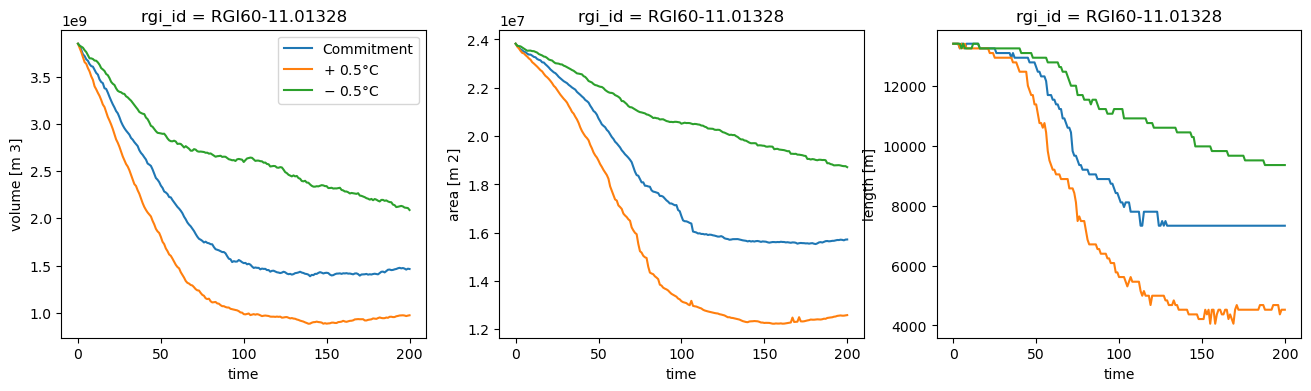 rgi_id = RGI60-11.01328
1e9
Commitment
+ 0.5°C
− 0.5°C
3.5
3.0
2.5
2.0
1.5
1.0
volume [m 3]
0 50 100 150 200
time
rgi_id = RGI60-11.01328
1e7
2.4
2.2
2.0
1.8
1.6
1.4
1.2
area [m 2]
0 50 100 150 200
time
rgi_id = RGI60-11.01328
12000
10000
8000
6000
4000
length [m]
0 50 100 150 200
time